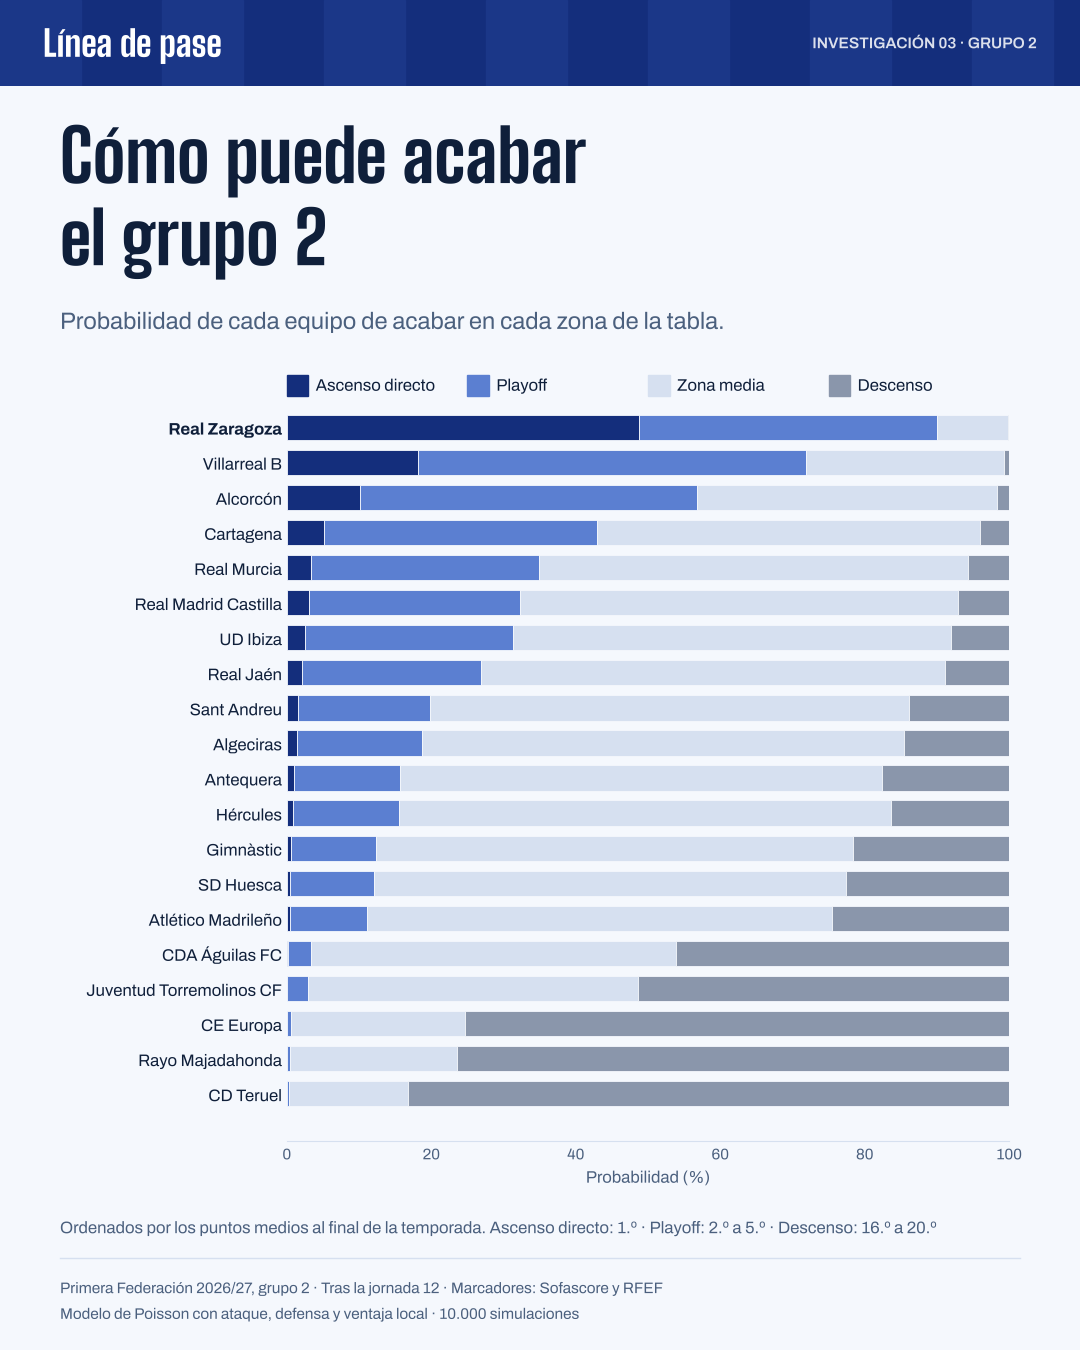 Línea de pase
INVESTIGACIÓN 03 · GRUPO 2
Cómo puede acabar
el grupo 2
Probabilidad de cada equipo de acabar en cada zona de la tabla.
Ascenso directo
Playoff
Zona media
Descenso
Real Zaragoza
Villarreal B
Alcorcón
Cartagena
Real Murcia
Real Madrid Castilla
UD Ibiza
Real Jaén
Sant Andreu
Algeciras
Antequera
Hércules
Gimnàstic
SD Huesca
Atlético Madrileño
CDA Águilas FC
Juventud Torremolinos CF
CE Europa
Rayo Majadahonda
CD Teruel
0 20 40 60 80 100
Probabilidad (%)
Ordenados por los puntos medios al final de la temporada. Ascenso directo: 1.º · Playoff: 2.º a 5.º · Descenso: 16.º a 20.º
Primera Federación 2026/27, grupo 2 · Tras la jornada 12 · Marcadores: Sofascore y RFEF
Modelo de Poisson con ataque, defensa y ventaja local · 10.000 simulaciones